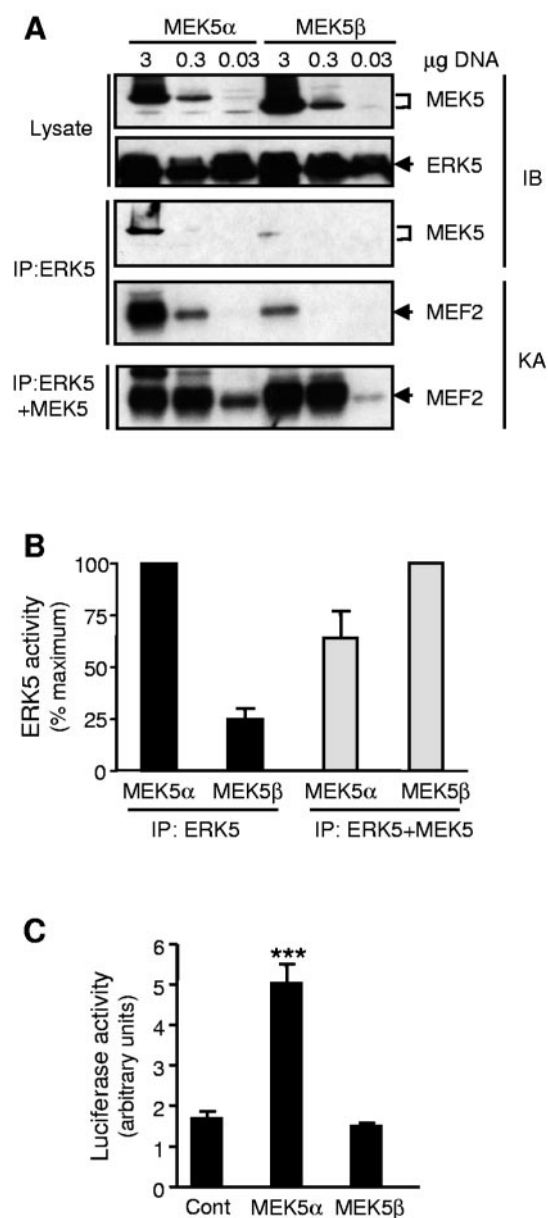 A
MEK5α MEK5β
3 0.3 0.03 3 0.3 0.03 μg DNA
Lysate
MEK5
ERK5
IB
IP:ERK5
MEK5
MEF2
KA
IP:ERK5
+MEK5
MEF2
B
ERK5 activity
(% maximum)
100
75
50
25
0
MEK5α MEK5β MEK5α MEK5β
IP: ERK5 IP: ERK5+MEK5
C
Luciferase activity
(arbitrary units)
6
5
4
3
2
1
0
***
Cont MEK5α MEK5β